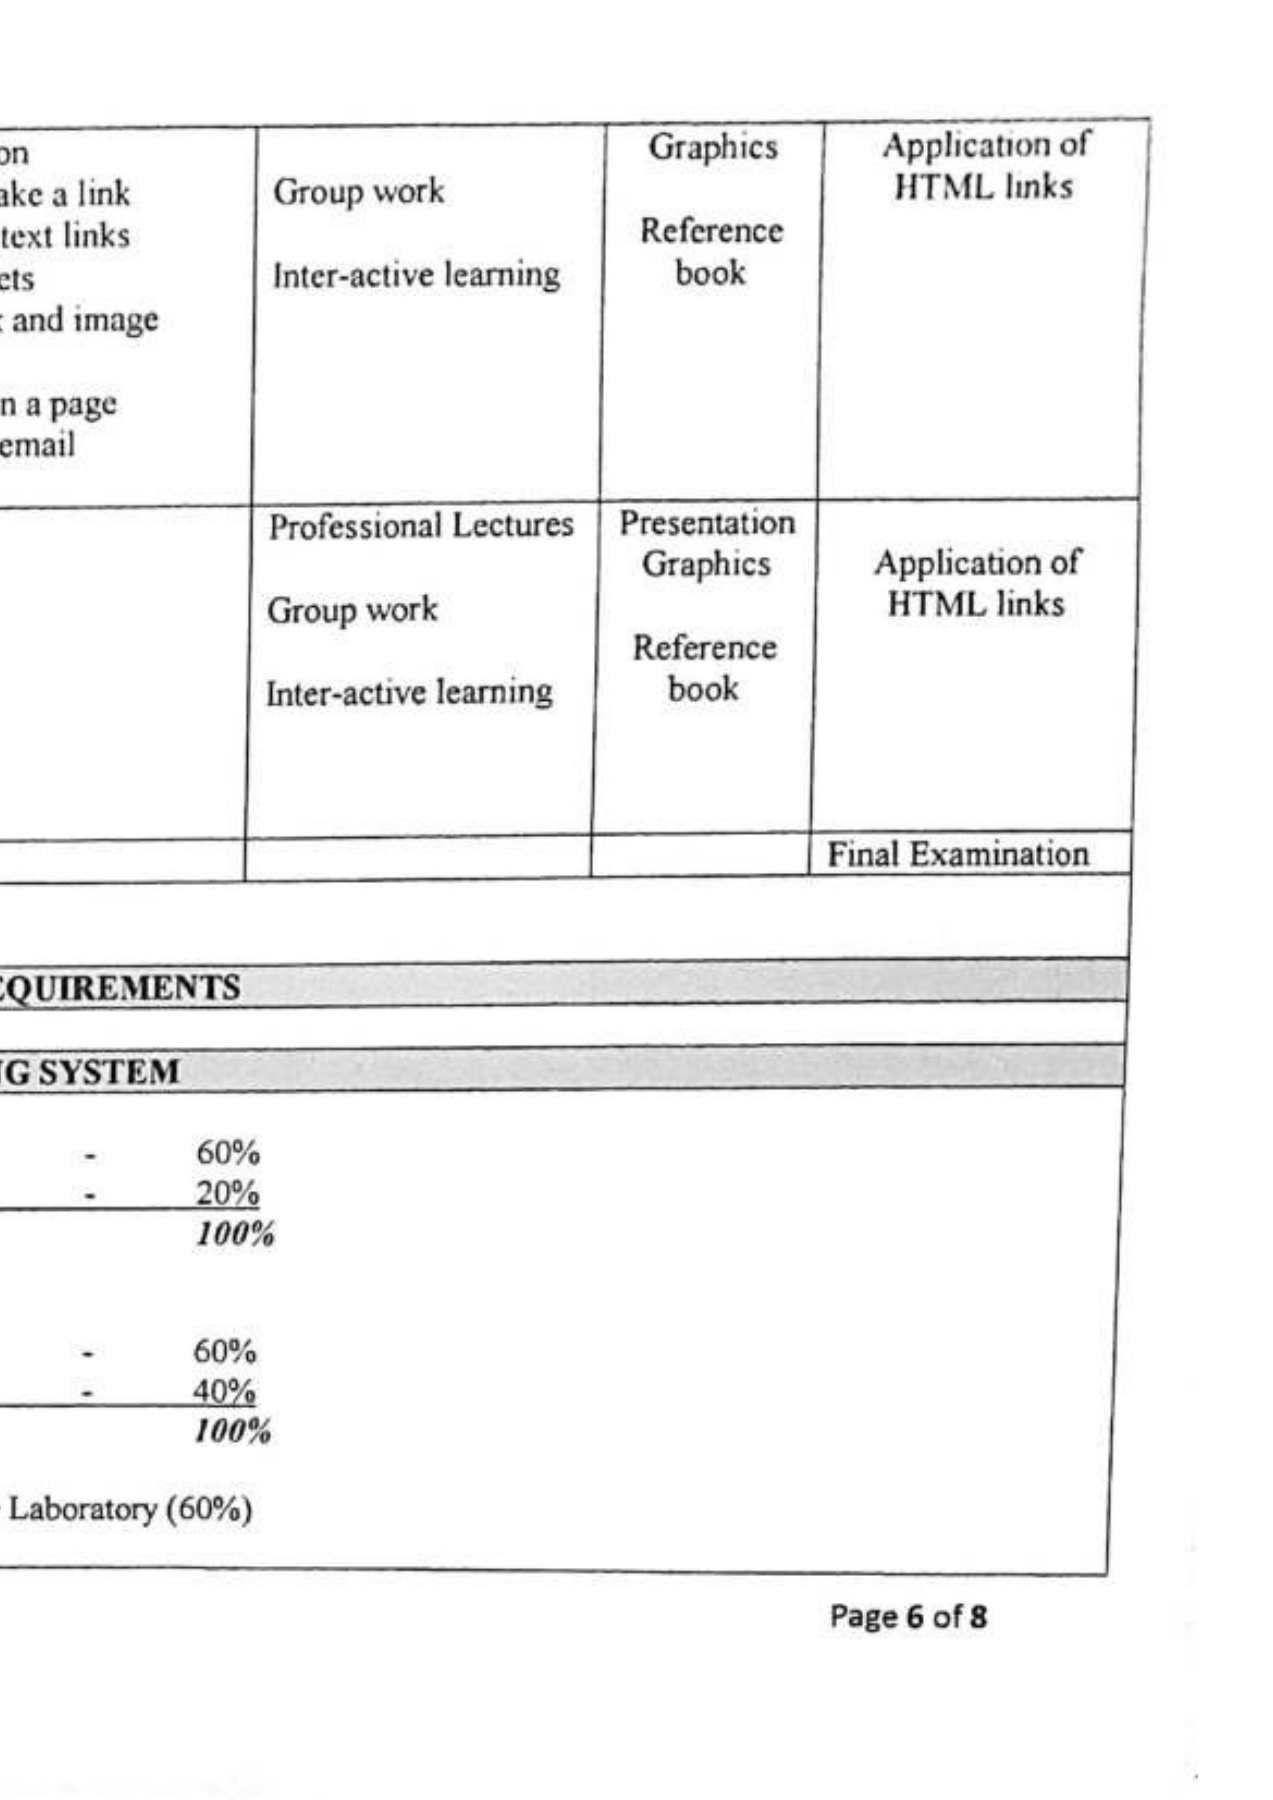 on
ake a link
text links
ets
and image
n a page
email
Group work
Inter-active learning
Graphics
Reference
book
Application of
HTML links
Professional Lectures
Group work
Inter-active learning
Presentation
Graphics
Reference
book
Application of
HTML links
Final Examination
EQUIREMENTS
NG SYSTEM
- 60%
- 20%
100%
- 60%
- 40%
100%
Laboratory (60%)
Page 6 of 8